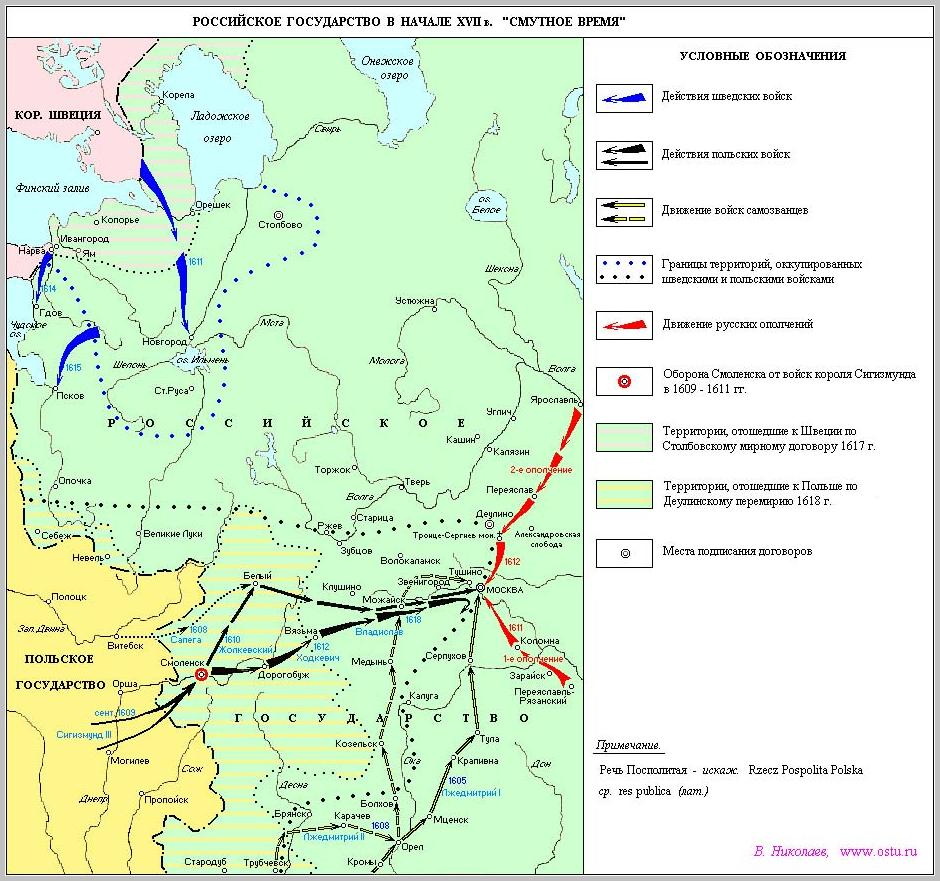 РОССИЙСКОЕ ГОСУДАРСТВО В НАЧАЛЕ XVII в. "СМУТНОЕ ВРЕМЯ"
Онежское
озеро
Корела
Ладожское
озеро
КОР. ШВЕЦИЯ
Свирь
Финский залив
Орешек
Копорье
Столбово
оз.
Белое
Ивангород
Нарва
Ям
1611
1614
Шексна
Гдов
Устюжна
Чудское
оз.
Мста
Новгород
Молога
Шелонь
оз. Ильмень
Волга
1615
Псков
Ст.Руса
Ярославль
Углич
РОССИЙСКОЕ
Кашин
Калязин
Торжок
2-е ополчение
Опочка
Тверь
Волга
Переяслав
Старица
Деулино
Ржев
Себеж
Великие Луки
Троице-Сергиев мон.
Александровская
слобода
Зубцов
Невель
Волокаламск
1612
Тушино
Белый
Клушино
Звенигород
МОСКВА
Полоцк
Можайск
Зап.Двина
1608
Сапега
1618
Владислав
1611
Вязьма
Витебск
1610
Жолкевский
1612
Ходкевич
Коломна
ПОЛЬСКОЕ
ГОСУДАРСТВО
Смоленск
Медынь
Серпухов
1-е ополчение
Дорогобуж
Зарайск
Орша
Переяславль-
Рязанский
Калуга
сент. 1609
ГОСУДАРСТВО
Сигизмунд III
Козельск
Тула
Могилев
Сож
Ока
Крапивна
Дон
Десна
1605
Лжедмитрий I
Днепр
Пропойск
Болхов
Брянск
Карачев
Мценск
1608
Лжедмитрий II
Орел
Стародуб
Трубчевск
Кромы
УСЛОВНЫЕ ОБОЗНАЧЕНИЯ
Действия шведских войск
Действия польских войск
Движение войск самозванцев
Границы территорий, оккупированных
шведскими и польскими войсками
Движение русских ополчений
Оборона Смоленска от войск короля Сигизмунда
в 1609 - 1611 гг.
Территории, отошедшие к Швеции по
Столбовскому мирному договору 1617 г.
Территории, отошедшие к Польше по
Деулинскому перемирию 1618 г.
Места подписания договоров
Примечание.
Речь Посполитая - искаж. Rzecz Pospolita Polska
ср. res publica (лат.)
В. Николаев, www.ostu.ru